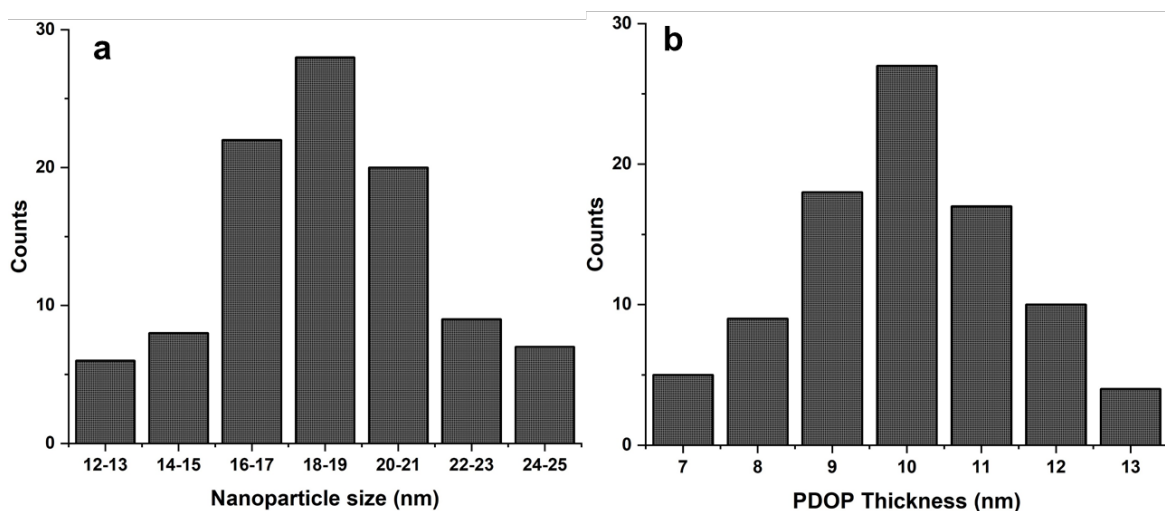 a
30
20
10
0
Counts
12-13 14-15 16-17 18-19 20-21 22-23 24-25
Nanoparticle size (nm)
b
30
20
10
0
Counts
7 8 9 10 11 12 13
PDOP Thickness (nm)